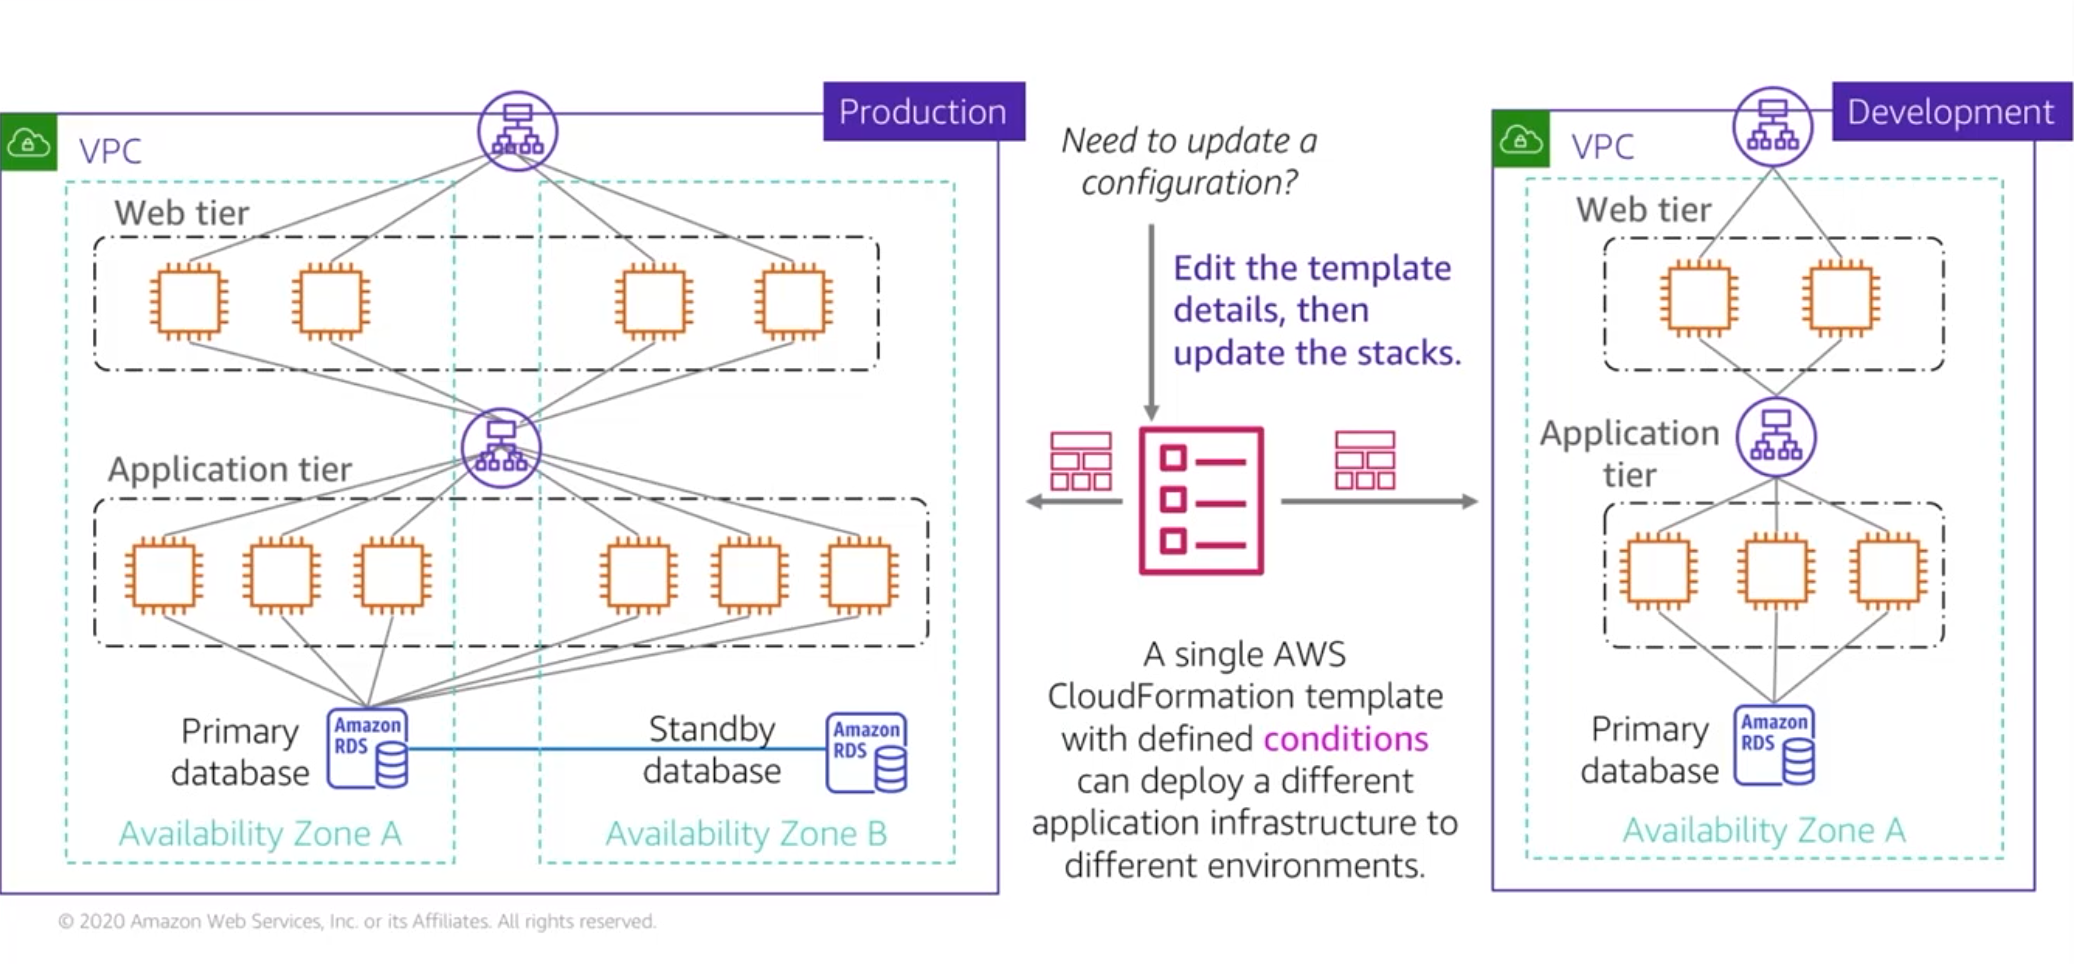 Production
VPC
Web tier
Application tier
Primary
database
Amazon
RDS
Standby
database
Amazon
RDS
Availability Zone A
Availability Zone B
Need to update a
configuration?
Edit the template
details, then
update the stacks.
A single AWS
CloudFormation template
with defined conditions
can deploy a different
application infrastructure to
different environments.
Development
VPC
Web tier
Application
tier
Primary
database
Amazon
RDS
Availability Zone A
© 2020 Amazon Web Services, Inc. or its Affiliates. All rights reserved.